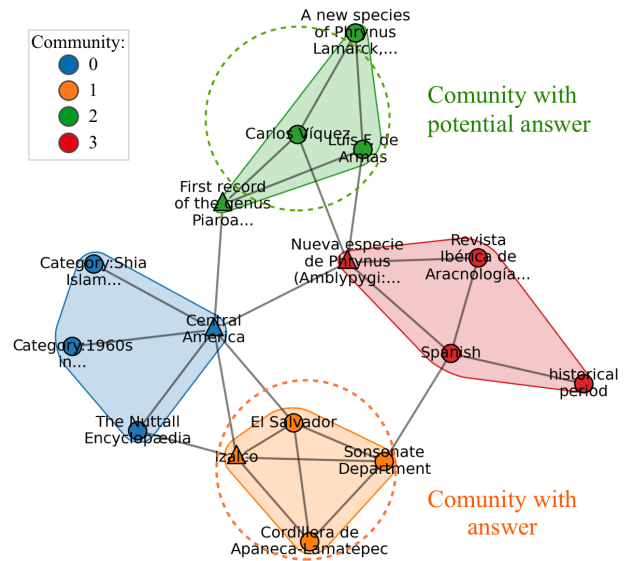 A new species
of Phrynus
Lamarck,...
Community:
0
1
2
3
Comunity with
potential answer
Carlos Víquez
Luis F. de
Armas
First record
of the genus
Piaroa...
Nueva especie
de Phrynus
(Amblypygi:...
Revista
Ibérica de
Aracnología...
Category:Shia
Islam...
Central
America
Category:1960s
in...
Spanish
historical
period
The Nuttall
Encyclopædia
El Salvador
Izalco
Sonsonate
Department
Comunity with
answer
Cordillera de
Apaneca-Lamatepec